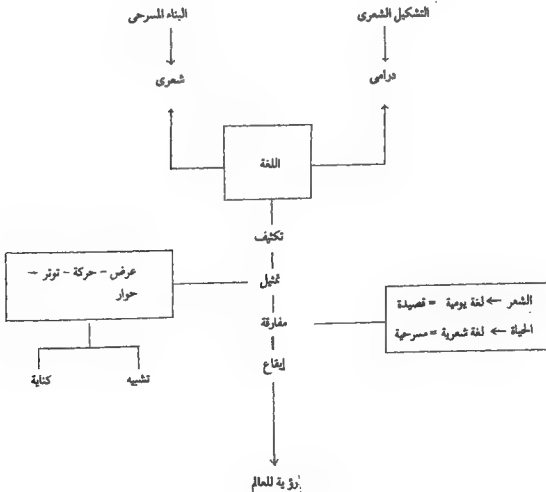 التشكيل الشعرى
البناء المسرحى
درامى
شعرى
اللغة
تكثيف
تمثيل
عرض - حركة - توتر -
حوار
تشبيه
كناية
مفارقة
الشعر ← لغة يومية = قصيدة
الحياة ← لغة شعرية = مسرحية
إيقاع
رؤية للعالم